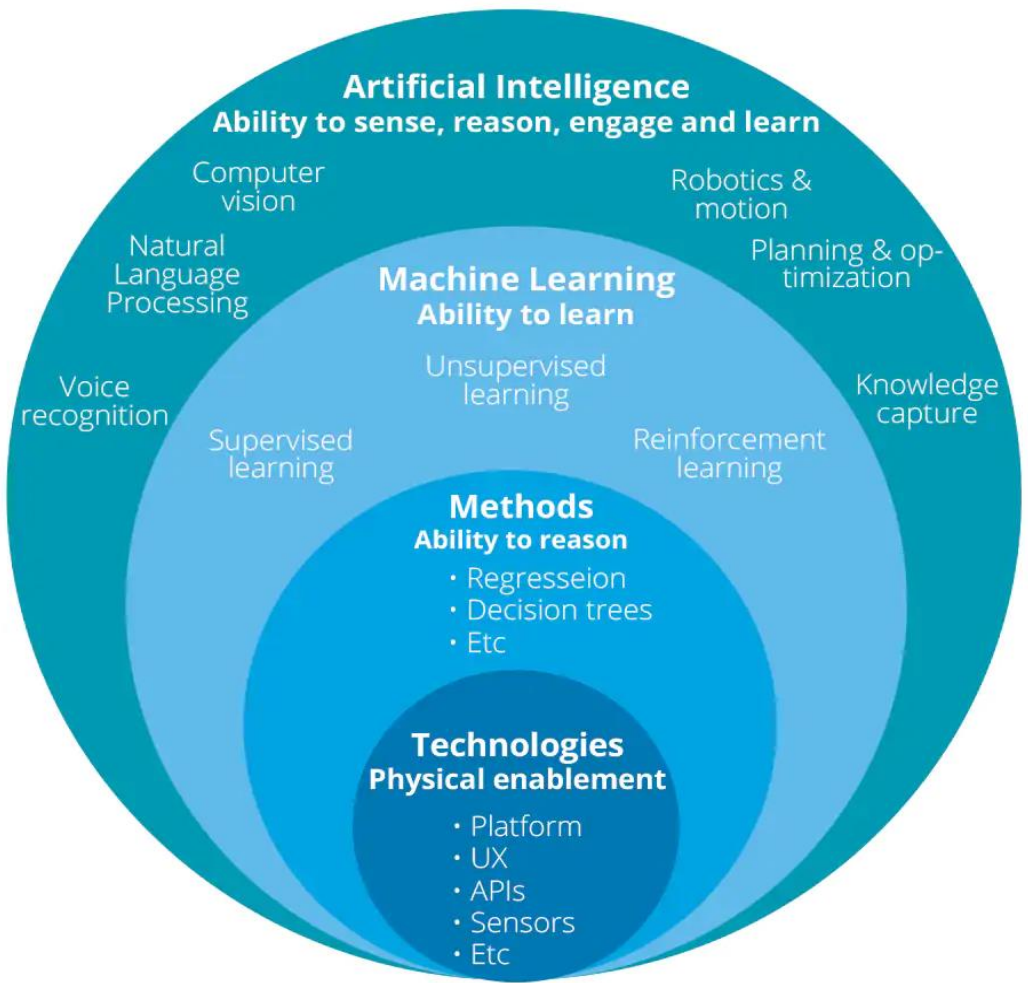 Artificial Intelligence
Ability to sense, reason, engage and learn
Computer
vision
Robotics &
motion
Natural
Language
Processing
Planning & op-
timization
Voice
recognition
Knowledge
capture
Machine Learning
Ability to learn
Unsupervised
learning
Supervised
learning
Reinforcement
learning
Methods
Ability to reason
· Regresseion
· Decision trees
· Etc
Technologies
Physical enablement
· Platform
· UX
· APIs
· Sensors
· Etc